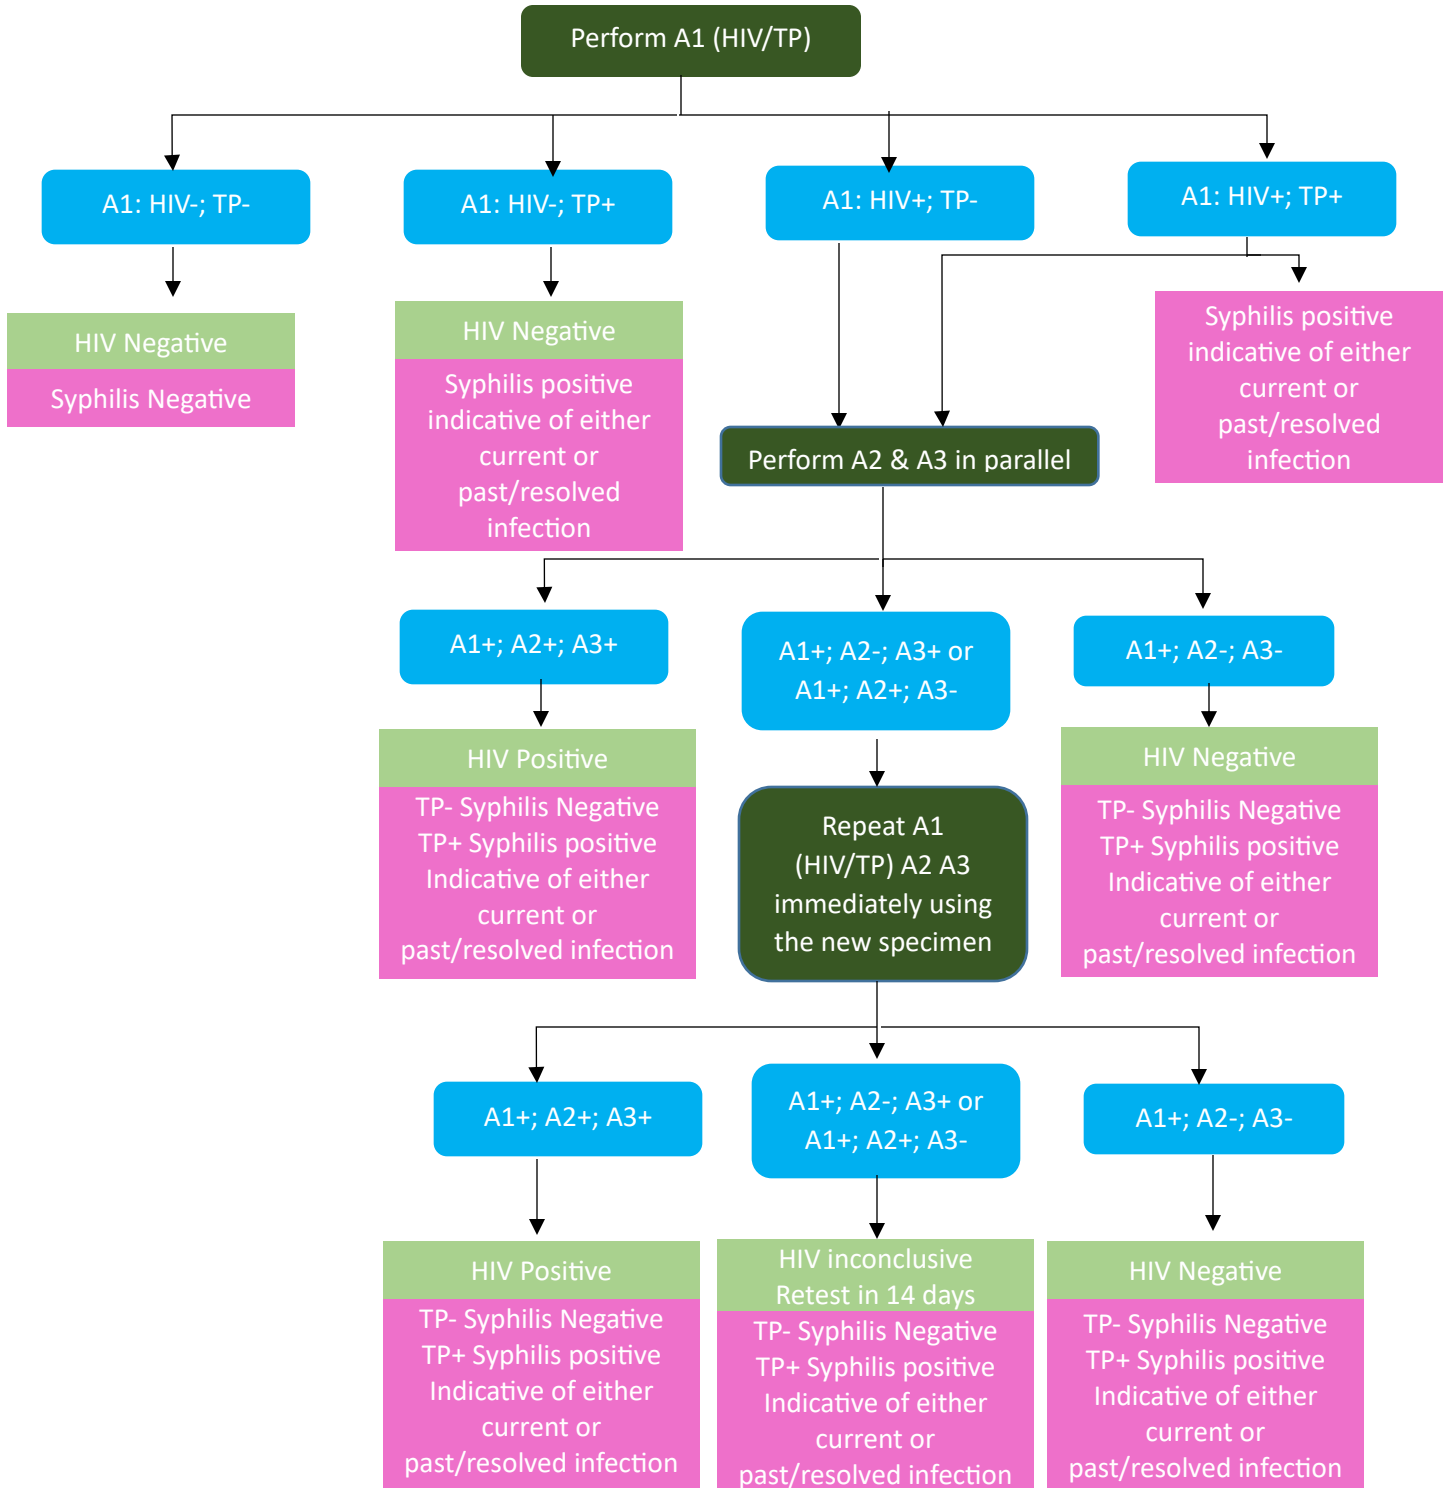 Perform A1 (HIV/TP)
A1: HIV-; TP-
A1: HIV-; TP+
A1: HIV+; TP-
A1: HIV+; TP+
HIV Negative
Syphilis Negative
HIV Negative
Syphilis positive
indicative of either
current or
past/resolved
infection
Syphilis positive
indicative of either
current or
past/resolved
infection
Perform A2 & A3 in parallel
A1+; A2+; A3+
A1+; A2-; A3+ or
A1+; A2+; A3-
A1+; A2-; A3-
HIV Positive
TP- Syphilis Negative
TP+ Syphilis positive
Indicative of either
current or
past/resolved infection
Repeat A1
(HIV/TP) A2 A3
immediately using
the new specimen
HIV Negative
TP- Syphilis Negative
TP+ Syphilis positive
Indicative of either
current or
past/resolved infection
A1+; A2+; A3+
A1+; A2-; A3+ or
A1+; A2+; A3-
A1+; A2-; A3-
HIV Positive
TP- Syphilis Negative
TP+ Syphilis positive
Indicative of either
current or
past/resolved infection
HIV inconclusive
Retest in 14 days
TP- Syphilis Negative
TP+ Syphilis positive
Indicative of either
current or
past/resolved infection
HIV Negative
TP- Syphilis Negative
TP+ Syphilis positive
Indicative of either
current or
past/resolved infection